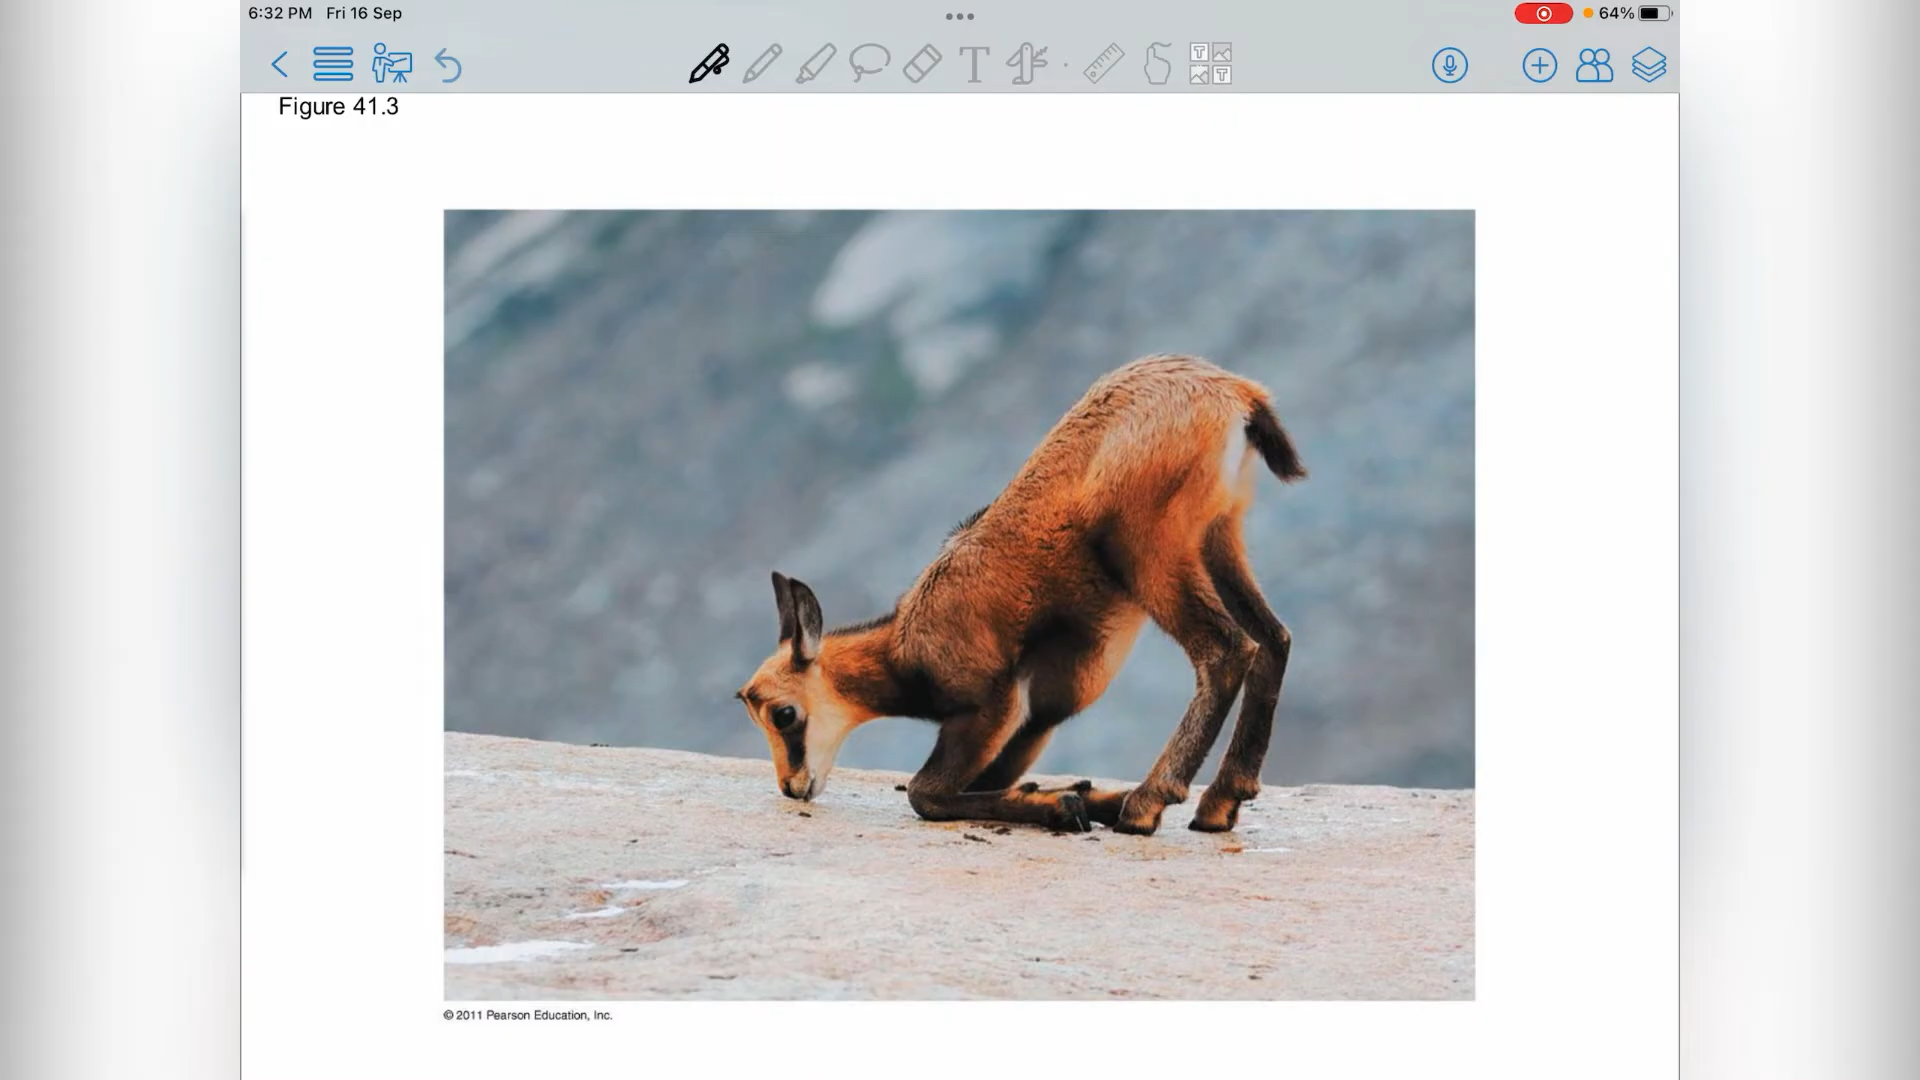 6:32 PM Fri 16 Sep
64%
T
Figure 41.3
© 2011 Pearson Education, Inc.